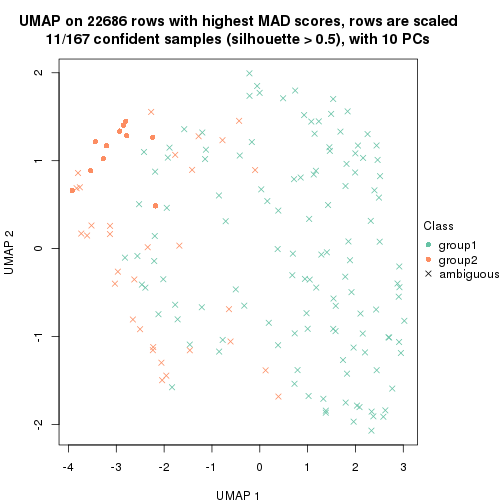 UMAP on 22686 rows with highest MAD scores, rows are scaled
11/167 confident samples (silhouette > 0.5), with 10 PCs
2
1
0
-1
-2
UMAP 2
-4 -3 -2 -1 0 1 2 3
UMAP 1
Class
group1
group2
ambiguous